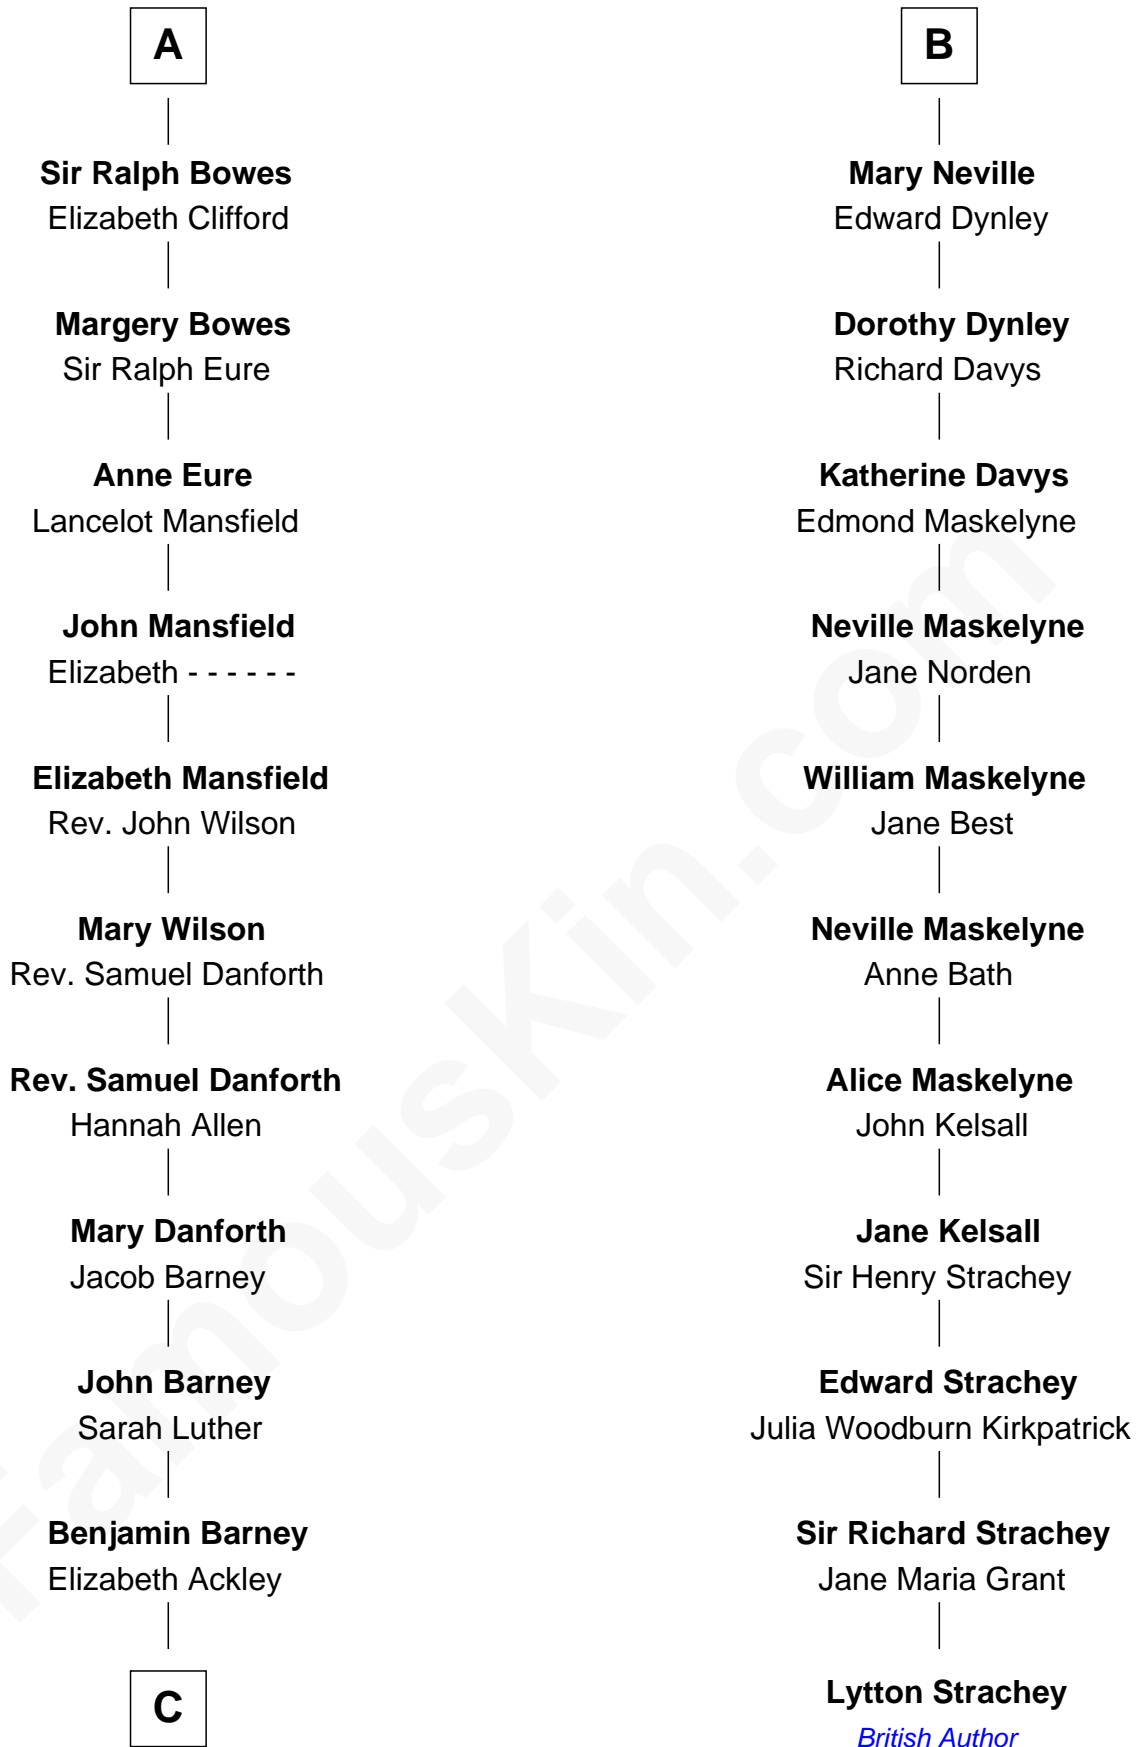 A
Sir Ralph Bowes
Elizabeth Clifford
Margery Bowes
Sir Ralph Eure
Anne Eure
Lancelot Mansfield
John Mansfield
Elizabeth - - - - - -
Elizabeth Mansfield
Rev. John Wilson
Mary Wilson
Rev. Samuel Danforth
Rev. Samuel Danforth
Hannah Allen
Mary Danforth
Jacob Barney
John Barney
Sarah Luther
Benjamin Barney
Elizabeth Ackley
C
B
Mary Neville
Edward Dynley
Dorothy Dynley
Richard Davys
Katherine Davys
Edmond Maskelyne
Neville Maskelyne
Jane Norden
William Maskelyne
Jane Best
Neville Maskelyne
Anne Bath
Alice Maskelyne
John Kelsall
Jane Kelsall
Sir Henry Strachey
Edward Strachey
Julia Woodburn Kirkpatrick
Sir Richard Strachey
Jane Maria Grant
Lytton Strachey
British Author
FamousKin.com